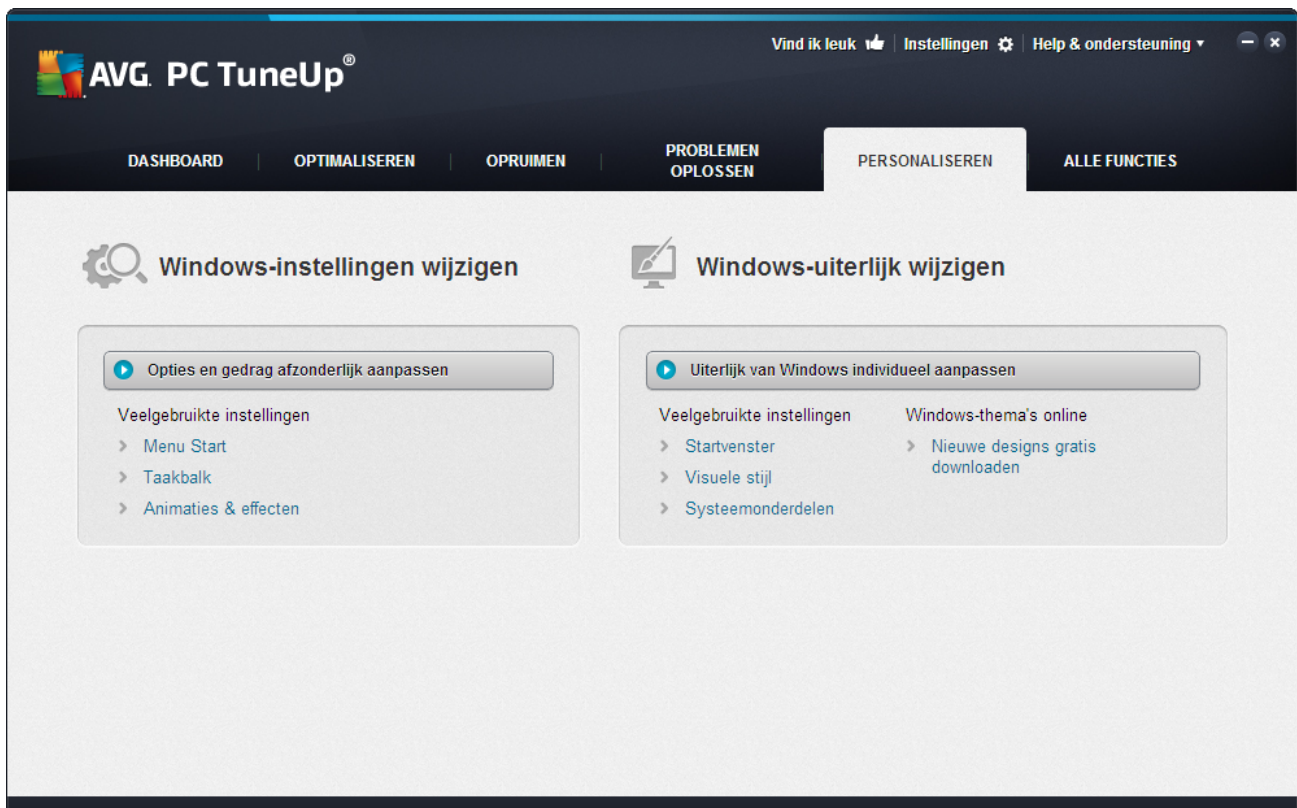 Vind ik leuk
Instellingen
Help & ondersteuning
AVG. PC TuneUp®
DASHBOARD
OPTIMALISEREN
OPRUIMEN
PROBLEMEN
OPLOSSEN
PERSONALISEREN
ALLE FUNCTIES
Windows-instellingen wijzigen
Opties en gedrag afzonderlijk aanpassen
Veelgebruikte instellingen
Menu Start
Taakbalk
Animaties & effecten
Windows-uiterlijk wijzigen
Uiterlijk van Windows individueel aanpassen
Veelgebruikte instellingen
Startvenster
Visuele stijl
Systeemonderdelen
Windows-thema's online
Nieuwe designs gratis
downloaden